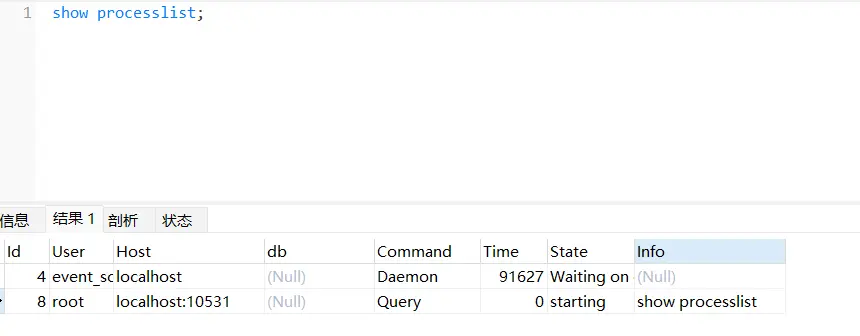 1 show processlist;
信息 结果 1 剖析 状态
Id User Host db Command Time State Info
4 event_sc localhost (Null) Daemon 91627 Waiting on (Null)
8 root localhost:10531 (Null) Query 0 starting show processlist